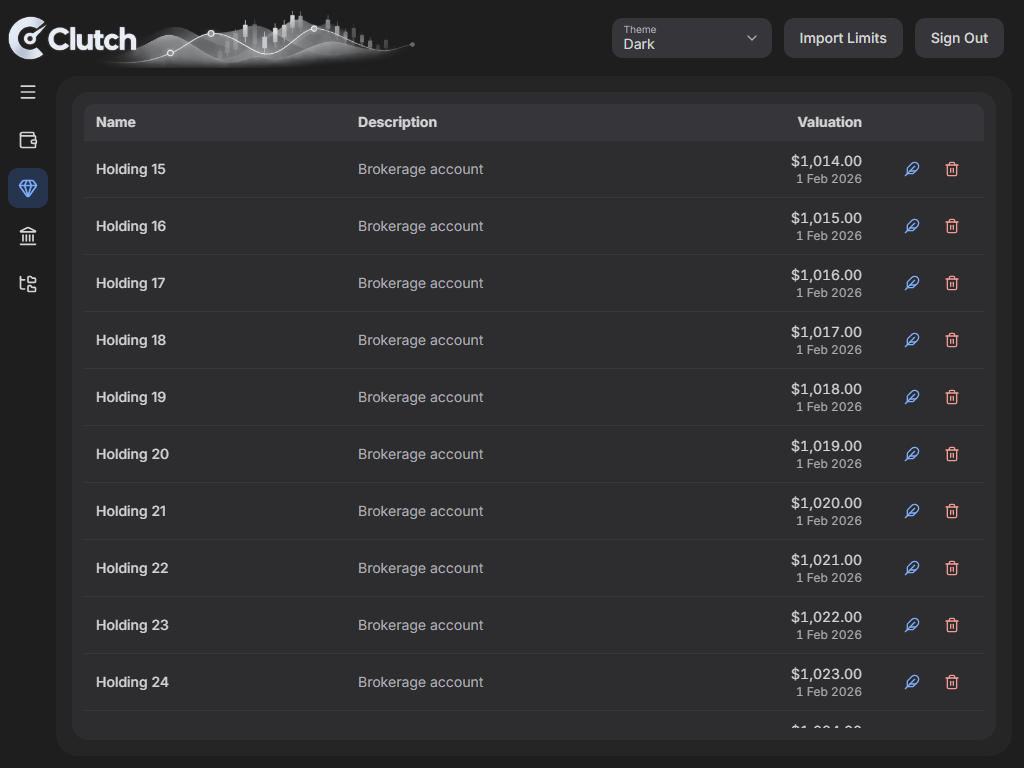 Clutch
Theme
Dark
Import Limits
Sign Out
Name Description Valuation
Holding 15 Brokerage account $1,014.00
1 Feb 2026
Holding 16 Brokerage account $1,015.00
1 Feb 2026
Holding 17 Brokerage account $1,016.00
1 Feb 2026
Holding 18 Brokerage account $1,017.00
1 Feb 2026
Holding 19 Brokerage account $1,018.00
1 Feb 2026
Holding 20 Brokerage account $1,019.00
1 Feb 2026
Holding 21 Brokerage account $1,020.00
1 Feb 2026
Holding 22 Brokerage account $1,021.00
1 Feb 2026
Holding 23 Brokerage account $1,022.00
1 Feb 2026
Holding 24 Brokerage account $1,023.00
1 Feb 2026